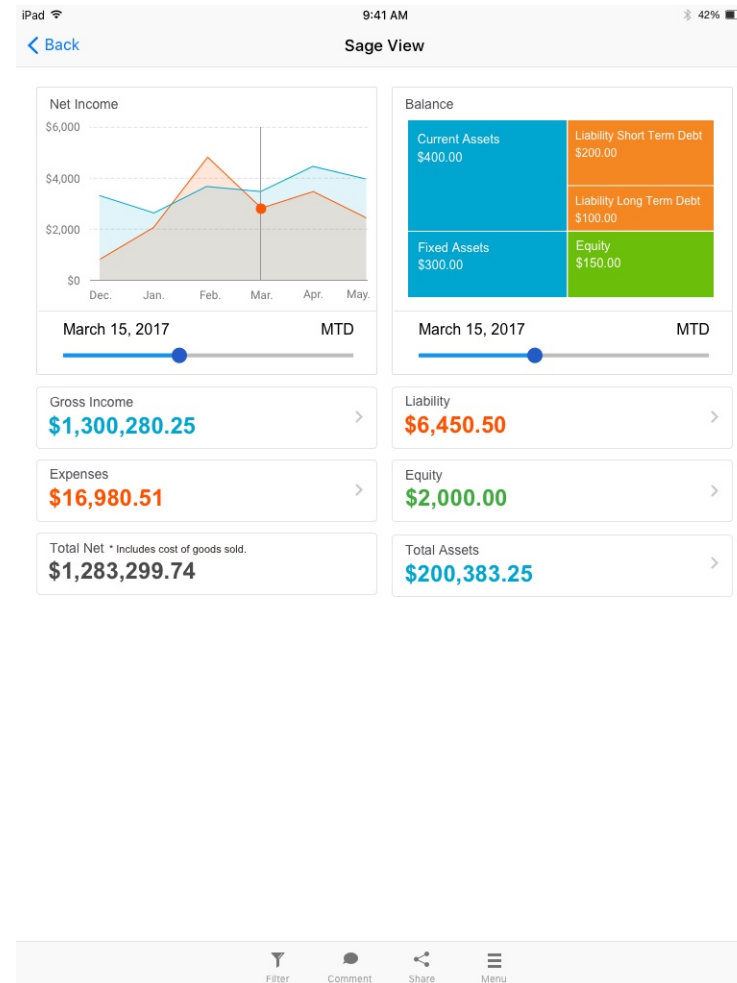 iPad 9:41 AM 42%
Back Sage View
Net Income
$6,000
$4,000
$2,000
$0
Dec. Jan. Feb. Mar. Apr. May.
March 15, 2017 MTD
Balance
Current Assets
$400.00
Liability Short Term Debt
$200.00
Liability Long Term Debt
$100.00
Fixed Assets
$300.00
Equity
$150.00
March 15, 2017 MTD
Gross Income
$1,300,280.25
Liability
$6,450.50
Expenses
$16,980.51
Equity
$2,000.00
Total Net * Includes cost of goods sold.
$1,283,299.74
Total Assets
$200,383.25
Filter Comment Share Menu